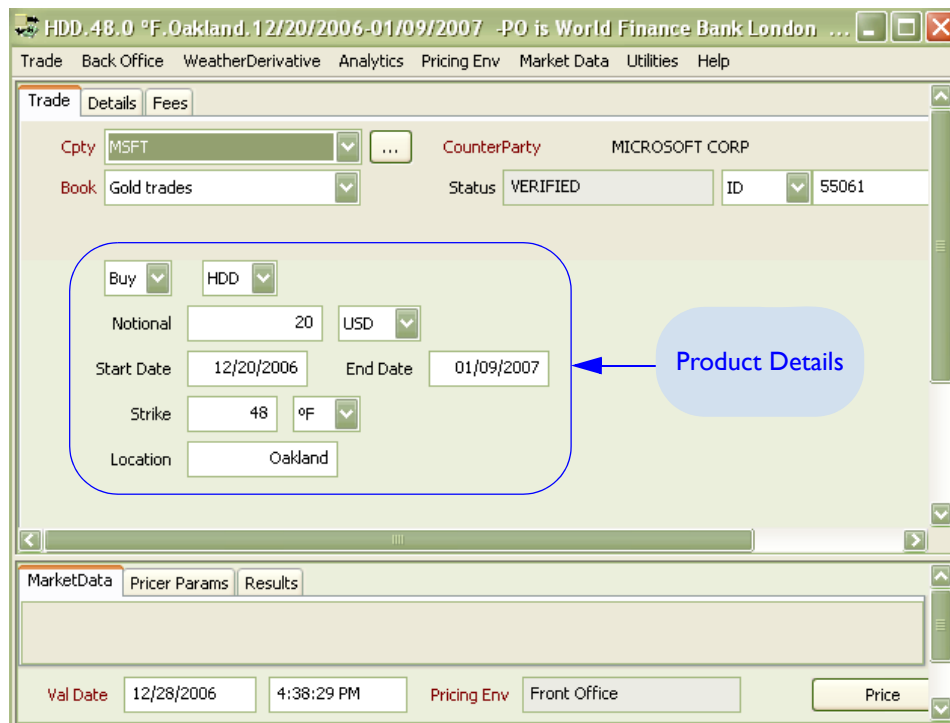 HDD.48.0 ºF.Oakland.12/20/2006-01/09/2007 -PO is World Finance Bank London ...
Trade Back Office WeatherDerivative Analytics Pricing Env Market Data Utilities Help
Trade Details Fees
Cpty MSFT ... CounterParty MICROSOFT CORP
Book Gold trades Status VERIFIED ID 55061
Buy HDD
Notional 20 USD
Start Date 12/20/2006 End Date 01/09/2007
Product Details
Strike 48 ºF
Location Oakland
MarketData Pricer Params Results
Val Date 12/28/2006 4:38:29 PM Pricing Env Front Office Price